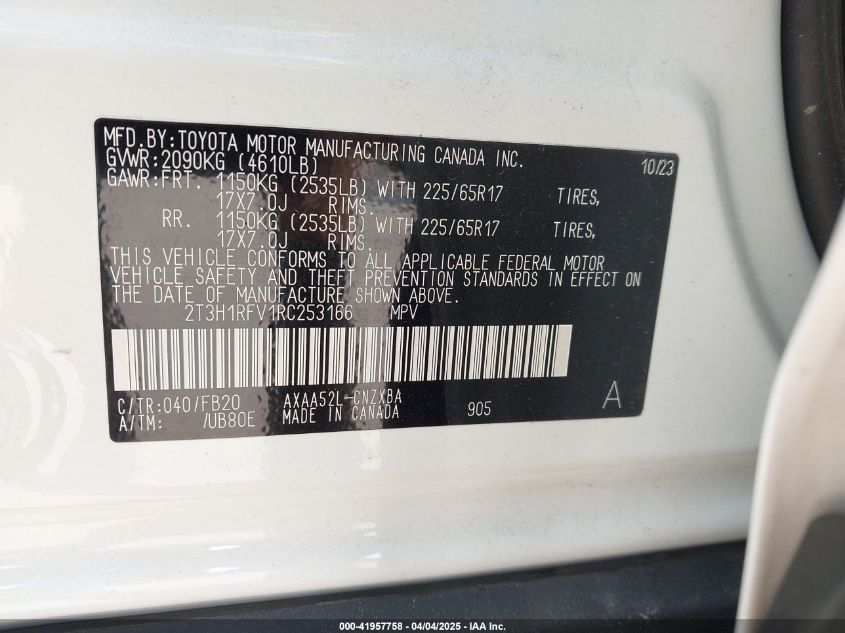 MFD.BY:TOYOTA MOTOR MANUFACTURING CANADA INC.
GVWR:2090KG (4610LB) 10/23
GAWR:FRT. 1150KG (2535LB) WITH 225/65R17 TIRES,
17X7.0J RIMS.
RR. 1150KG (2535LB) WITH 225/65R17 TIRES,
17X7.0J RIMS.
THIS VEHICLE CONFORMS TO ALL APPLICABLE FEDERAL MOTOR
VEHICLE SAFETY AND THEFT PREVENTION STANDARDS IN EFFECT ON
THE DATE OF MANUFACTURE SHOWN ABOVE.
2T3H1RFV1RC253166 MPV
C/TR:040/FB20 AXAA52L-CNZXBA
A/TM: /UB80E MADE IN CANADA 905 A
000-41957758 - 04/04/2025 - IAA Inc.